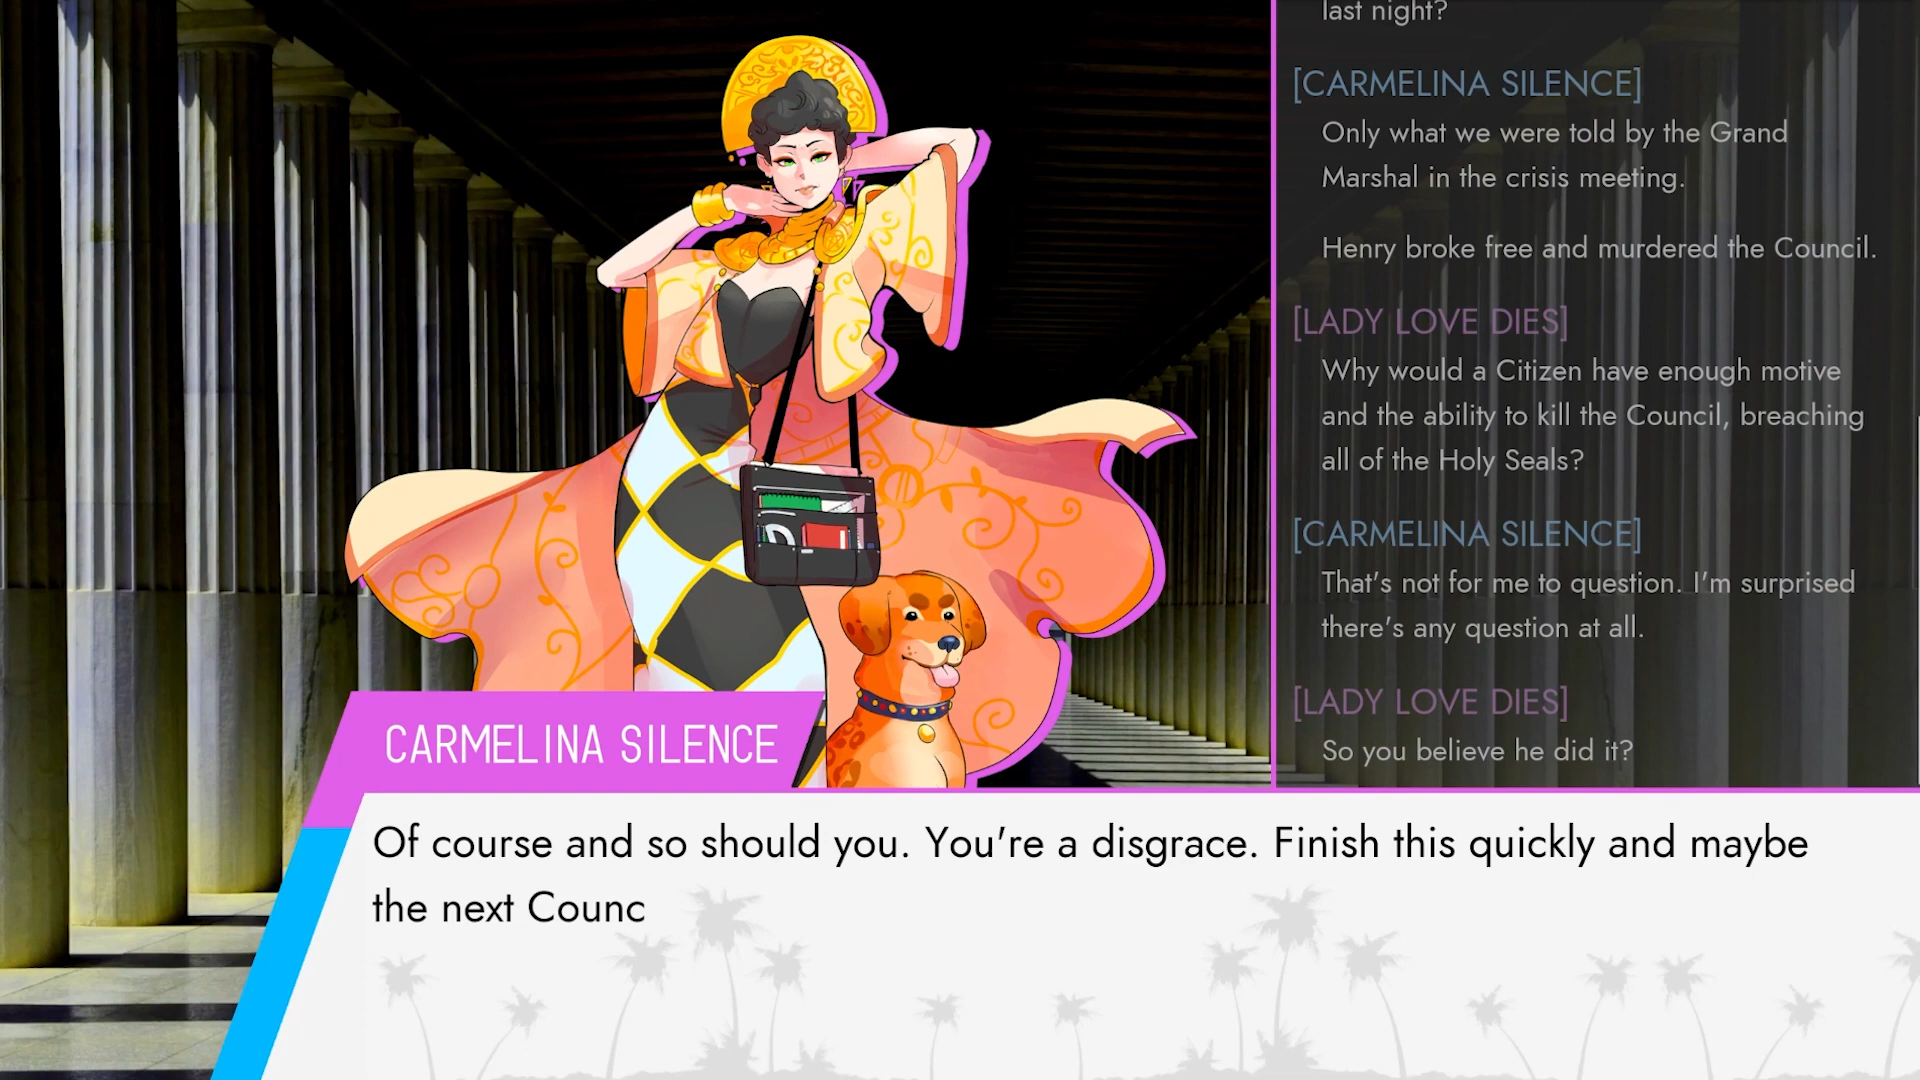 last night?
[CARMELINA SILENCE]
Only what we were told by the Grand
Marshal in the crisis meeting.
Henry broke free and murdered the Council.
[LADY LOVE DIES]
Why would a Citizen have enough motive
and the ability to kill the Council, breaching
all of the Holy Seals?
[CARMELINA SILENCE]
That's not for me to question. I'm surprised
there's any question at all.
[LADY LOVE DIES]
So you believe he did it?
CARMELINA SILENCE
Of course and so should you. You're a disgrace. Finish this quickly and maybe
the next Counc